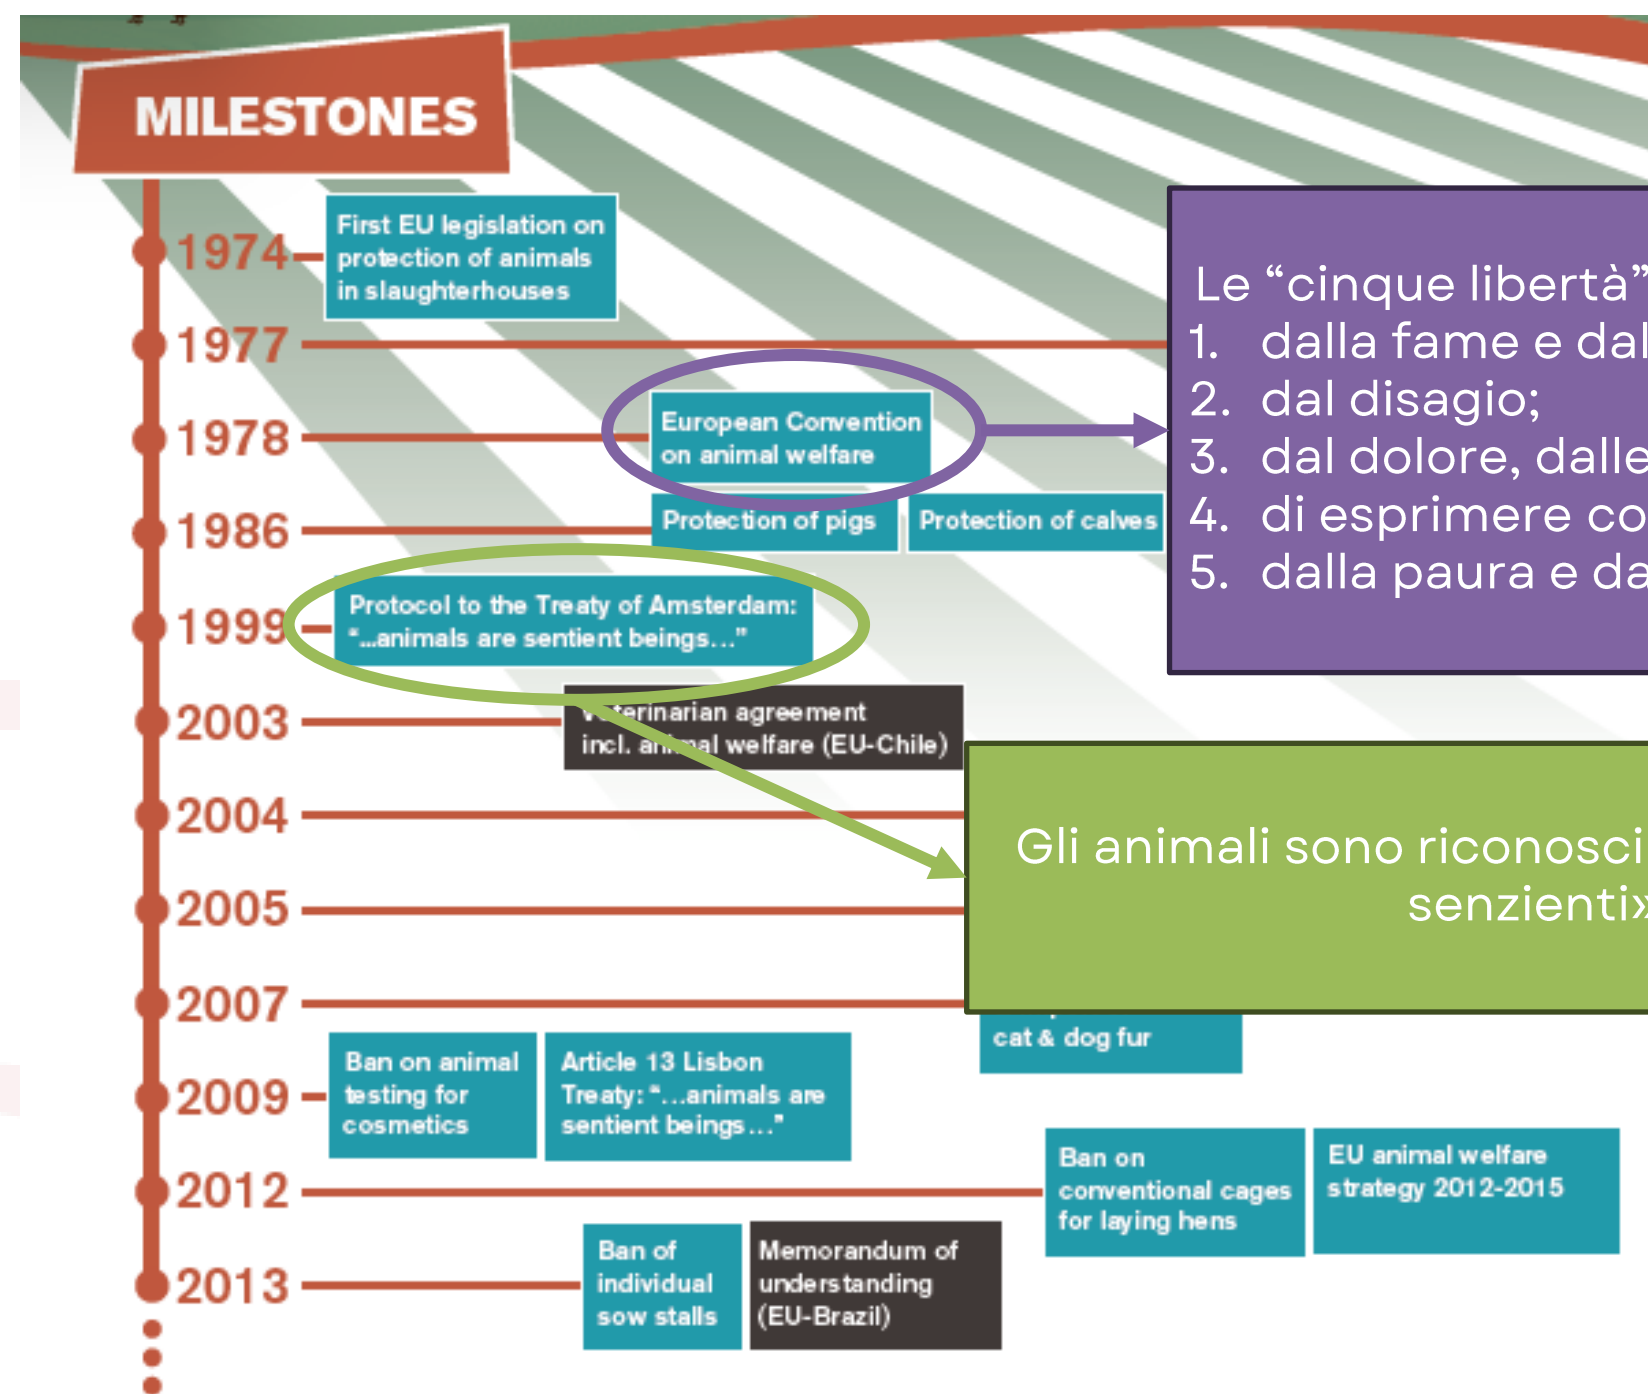 MILESTONES
1974
First EU legislation on
protection of animals
in slaughterhouses
1977
1978
European Convention
on animal welfare
1986
Protection of pigs
Protection of calves
1999
Protocol to the Treaty of Amsterdam:
"...animals are sentient beings..."
2003
Veterinarian agreement
incl. animal welfare (EU-Chile)
2004
2005
2007
cat & dog fur
2009
Ban on animal
testing for
cosmetics
Article 13 Lisbon
Treaty: "...animals are
sentient beings..."
2012
Ban on
conventional cages
for laying hens
EU animal welfare
strategy 2012-2015
2013
Ban of
individual
sow stalls
Memorandum of
understanding
(EU-Brazil)
Le “cinque libertà”
1. dalla fame e dal
2. dal disagio;
3. dal dolore, dalle
4. di esprimere co
5. dalla paura e da
Gli animali sono riconosci
senzienti»